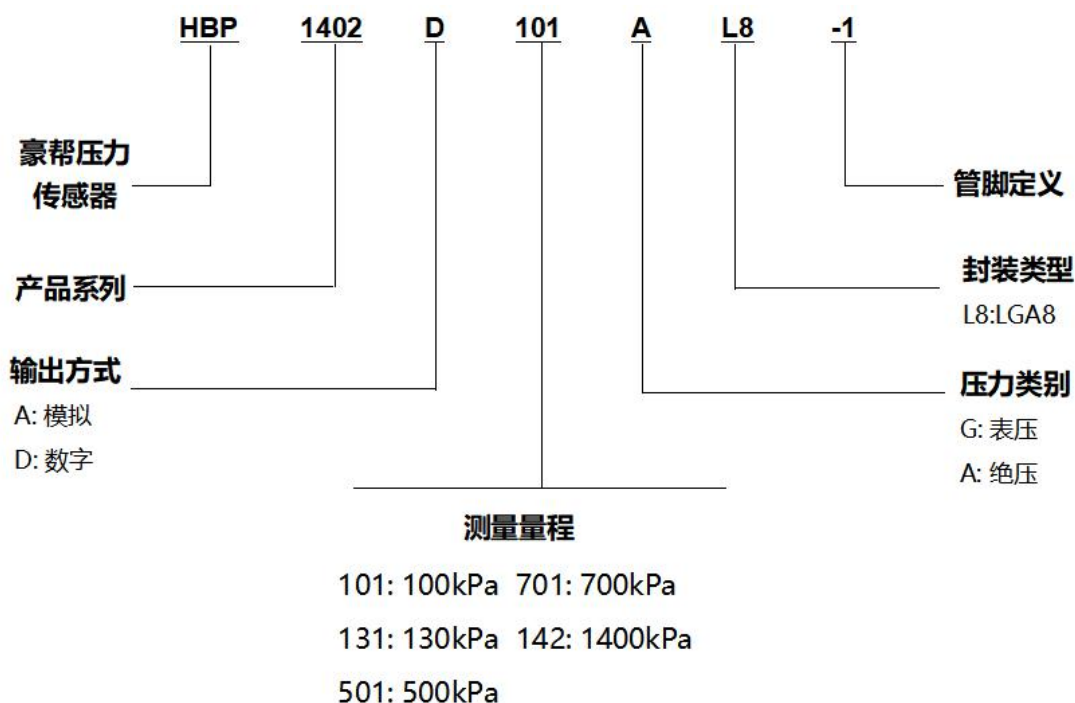 HBP 1402 D 101 A L8 -1
豪帮压力
传感器
管脚定义
产品系列
封装类型
L8:LGA8
输出方式
A: 模拟
D: 数字
压力类别
G: 表压
A: 绝压
测量量程
101: 100kPa 701: 700kPa
131: 130kPa 142: 1400kPa
501: 500kPa